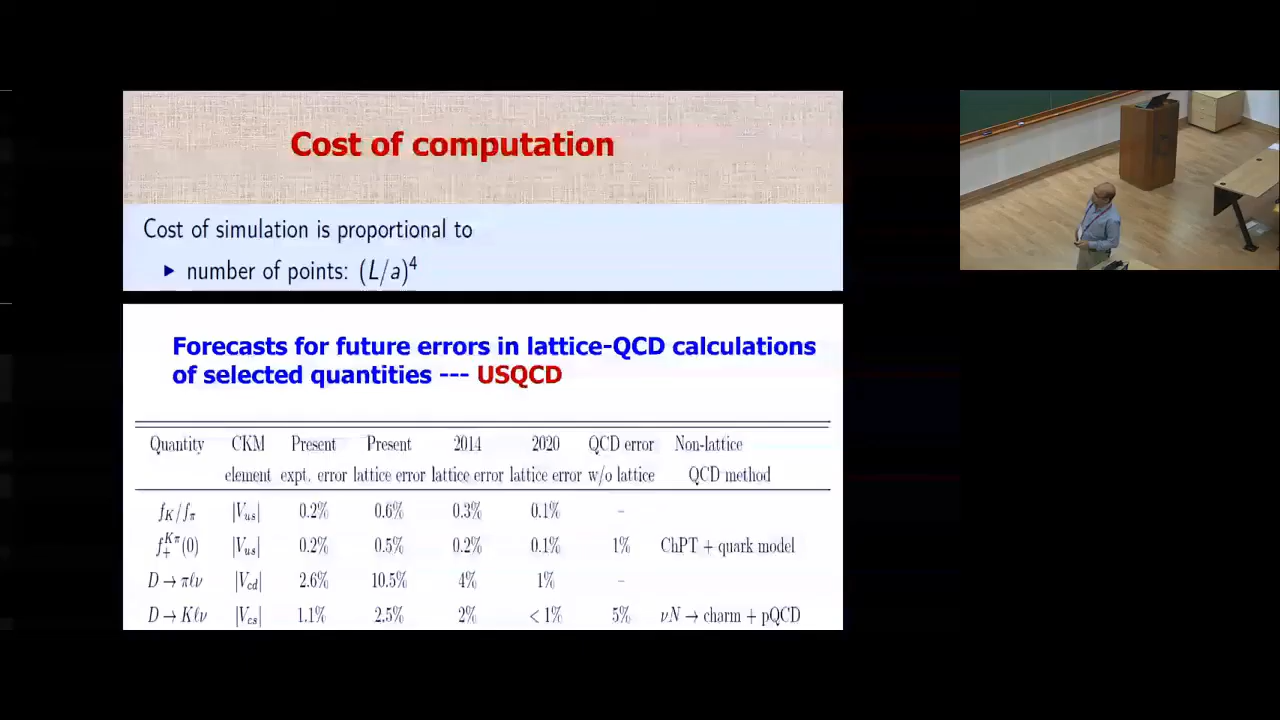 Cost of computation
Cost of simulation is proportional to
▶ number of points: (L/a)⁴
Forecasts for future errors in lattice-QCD calculations
of selected quantities --- USQCD
Quantity CKM Present Present 2014 2020 QCD error Non-lattice
element expt. error lattice error lattice error lattice error w/o lattice QCD method
f_K/f_π |V_us| 0.2% 0.6% 0.3% 0.1% –
f_+^{Kπ}(0) |V_us| 0.2% 0.5% 0.2% 0.1% 1% ChPT + quark model
D → πℓν |V_cd| 2.6% 10.5% 4% 1% –
D → Kℓν |V_cs| 1.1% 2.5% 2% < 1% 5% νN → charm + pQCD